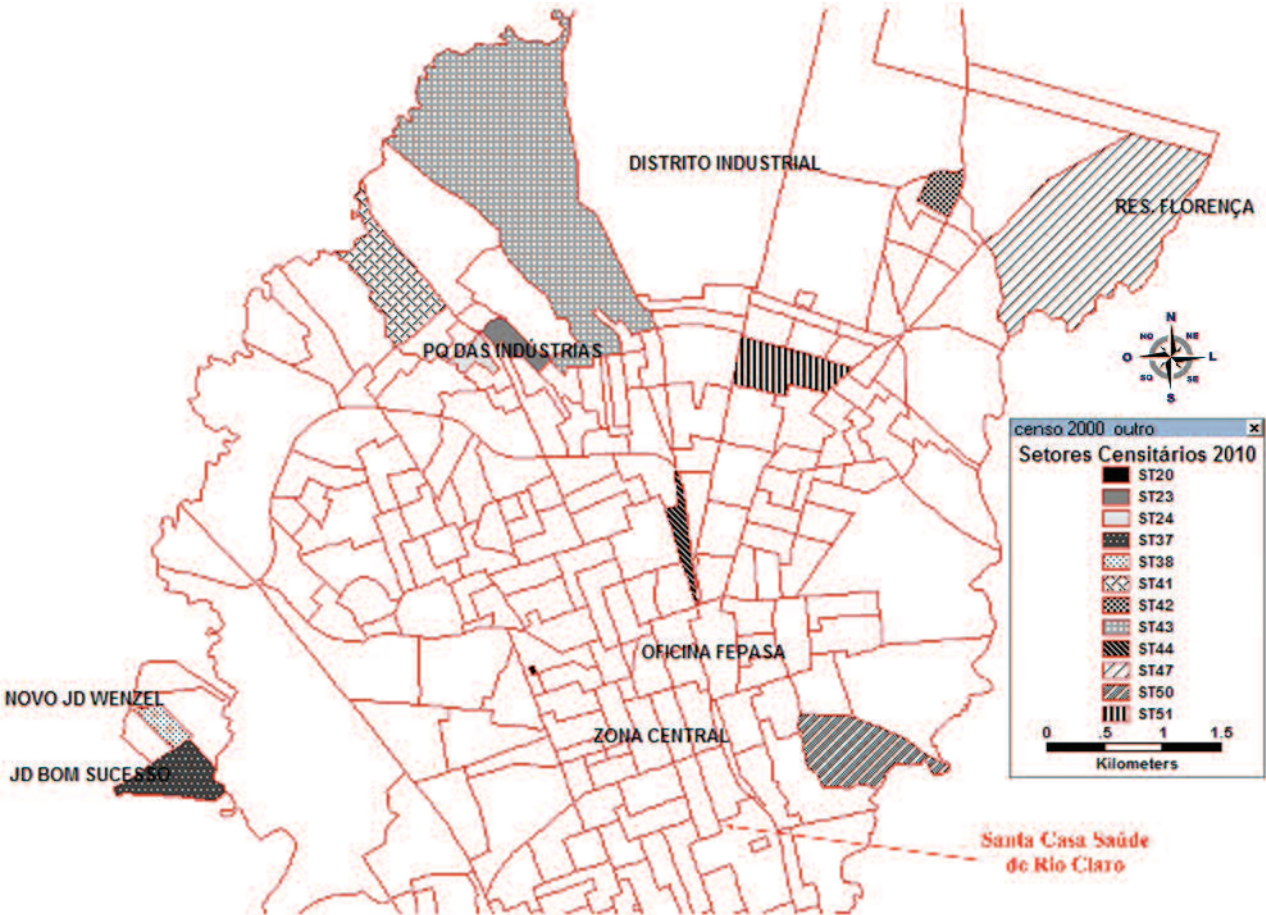 DISTRITO INDUSTRIAL
RES. FLORENÇA
PQ DAS INDÚSTRIAS
N
NO NE
O L
SO SE
S
censo 2000 outro
Setores Censitários 2010
ST20
ST23
ST24
ST37
ST38
ST41
ST42
ST43
ST44
ST47
ST50
ST51
0 .5 1 1.5
Kilometers
OFICINA FEPASA
NOVO JD WENZEL
ZONA CENTRAL
JD BOM SUCESSO
Santa Casa Saúde
de Rio Claro